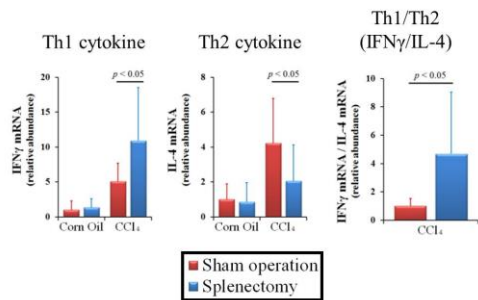 Th1 cytokine
p < 0.05
IFNγ mRNA
(relative abundance)
20
15
10
5
0
Corn Oil
CCl₄
Th2 cytokine
p < 0.05
IL-4 mRNA
(relative abundance)
8
6
4
2
0
Corn Oil
CCl₄
Th1/Th2
(IFNγ/IL-4)
p < 0.05
IFNγ mRNA / IL-4 mRNA
(relative abundance)
10
8
6
4
2
0
CCl₄
Sham operation
Splenectomy